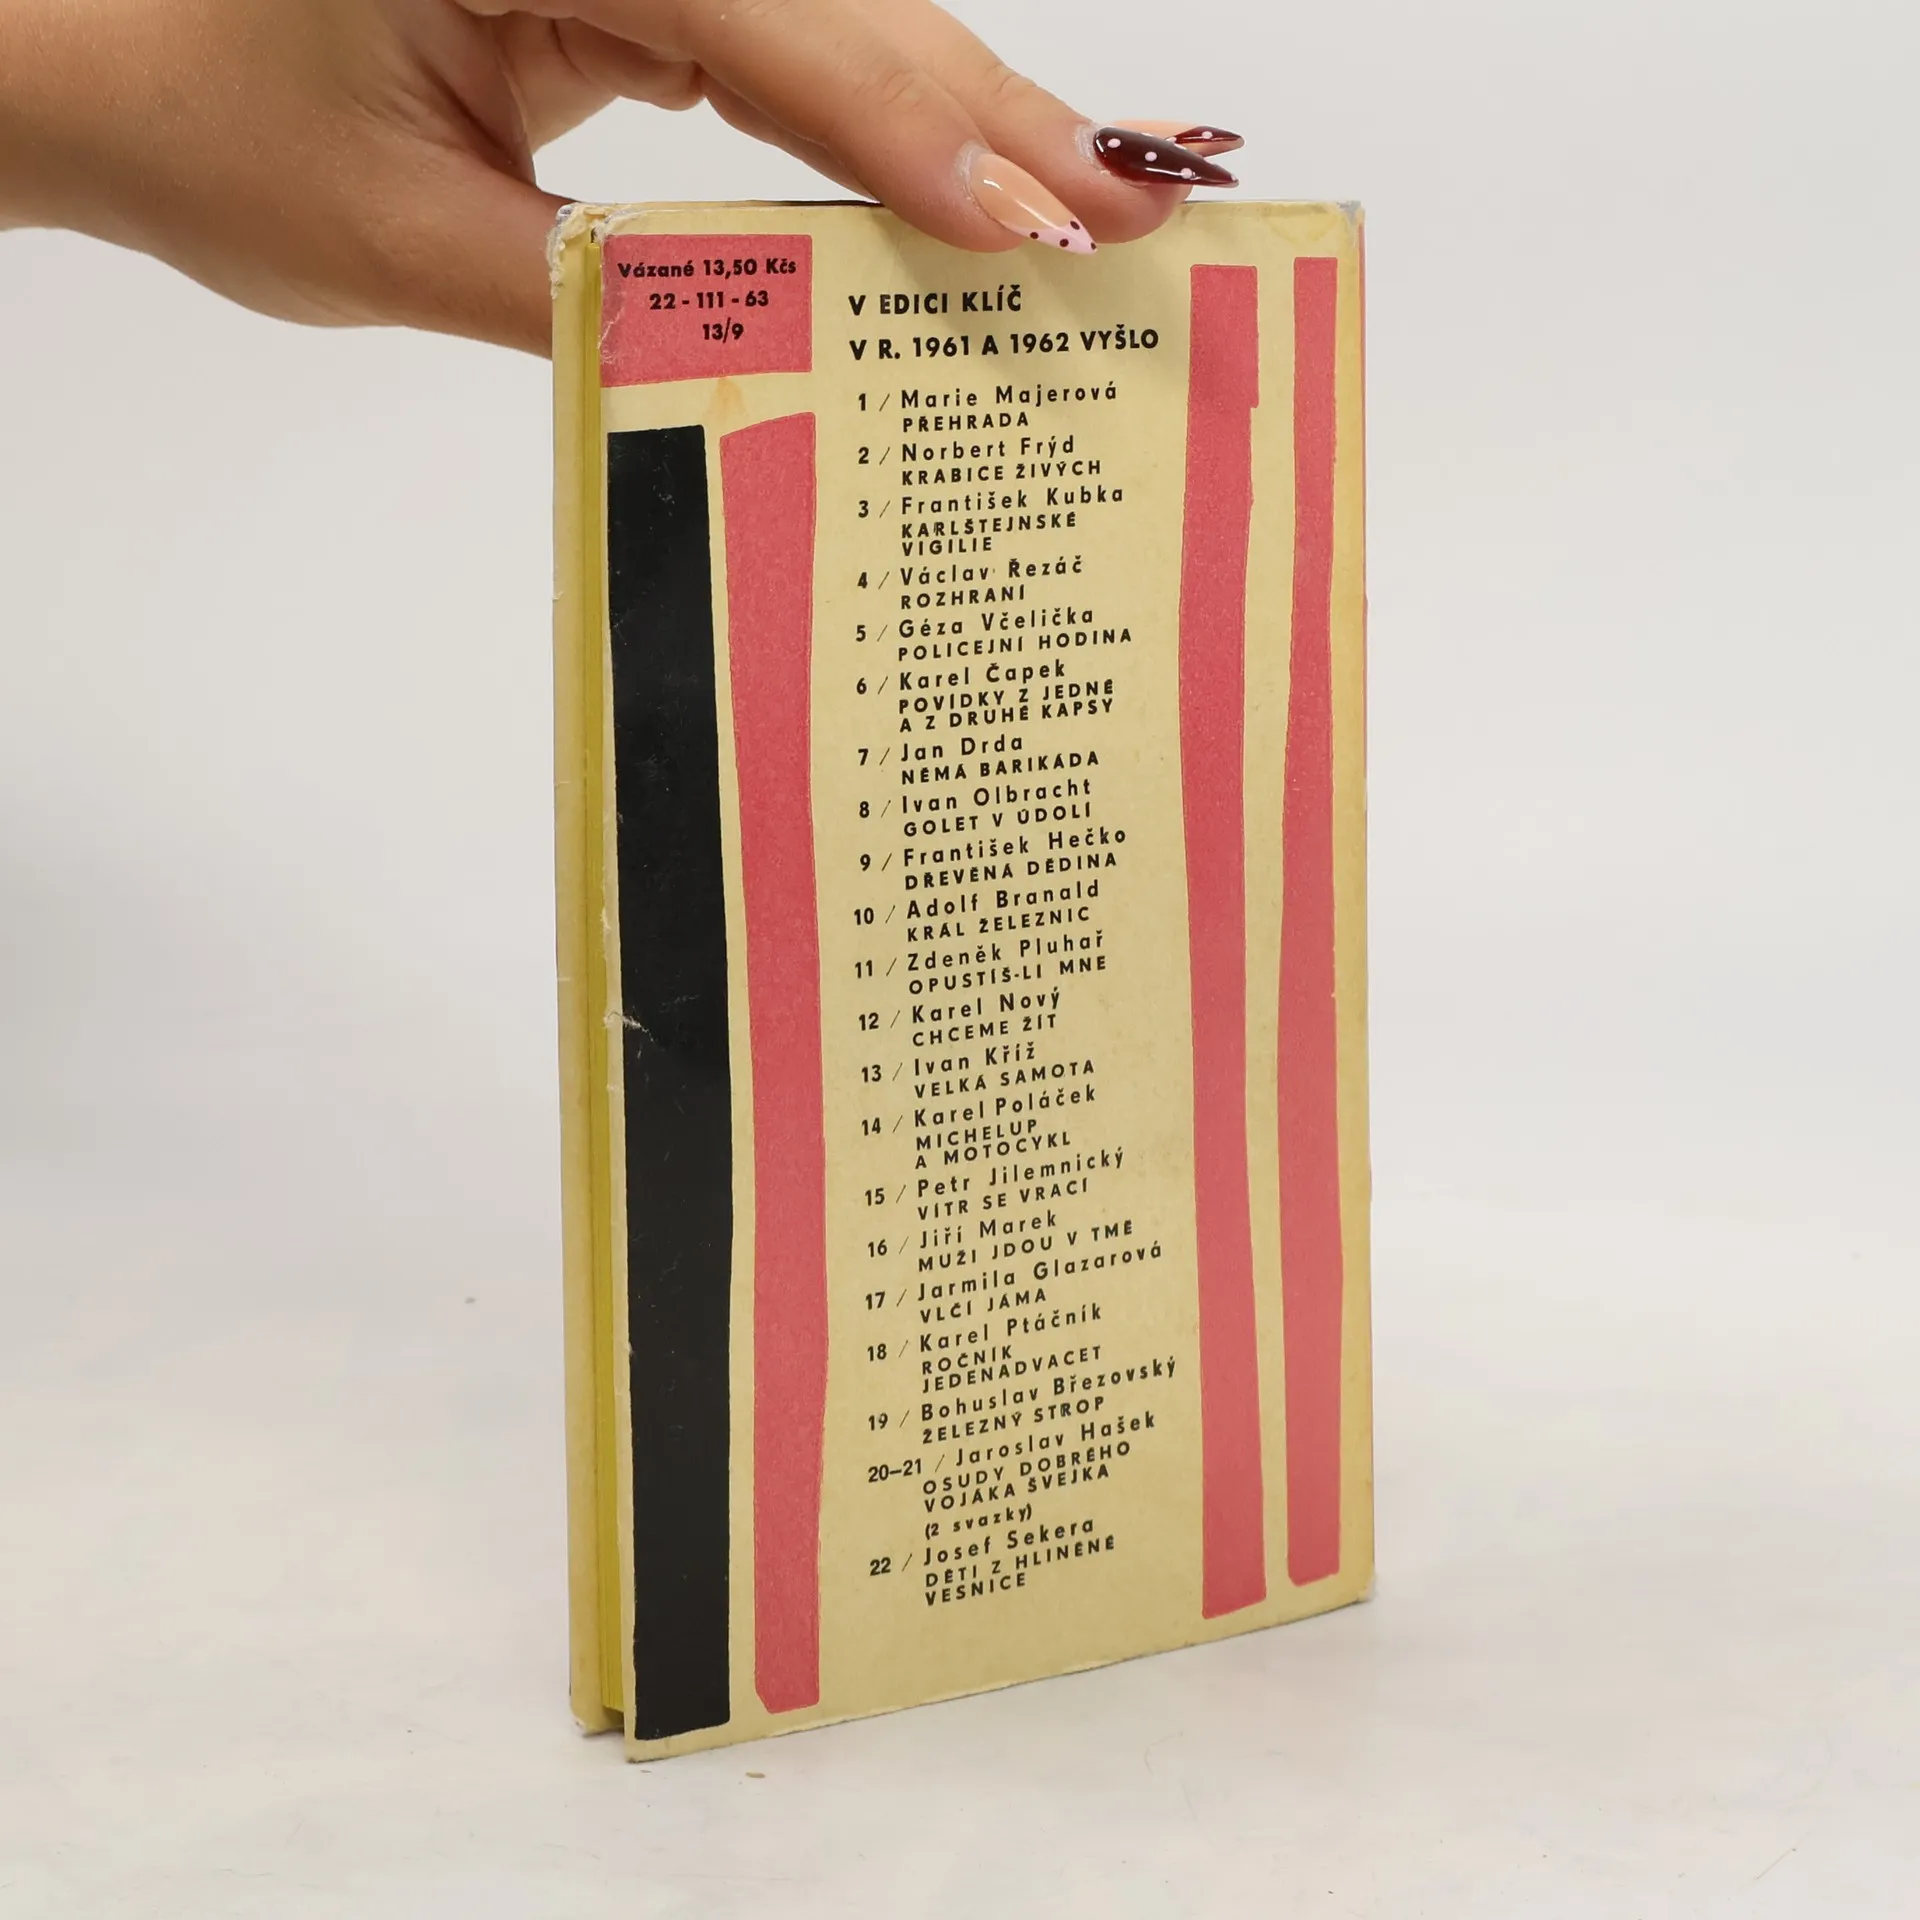 Vázané 13,50 Kčs
22 - 111 - 63
13/9
V EDICI KLÍČ
V R. 1961 A 1962 VYŠLO
1 / Marie Majerová
PŘEHRADA
2 / Norbert Frýd
KRABICE ŽIVÝCH
3 / František Kubka
KARLŠTEJNSKÉ
VIGILIE
4 / Václav Řezáč
ROZHRANÍ
5 / Géza Včelička
POLICEJNÍ HODINA
6 / Karel Čapek
POVÍDKY Z JEDNÉ
A Z DRUHÉ KAPSY
7 / Jan Drda
NĚMÁ BARIKÁDA
8 / Ivan Olbracht
GOLET V ÚDOLÍ
9 / František Hečko
DŘEVĚNÁ DĚDINA
10 / Adolf Branald
KRÁL ŽELEZNIC
11 / Zdeněk Pluhař
OPUSTÍŠ-LI MNE
12 / Karel Nový
CHCEME ŽÍT
13 / Ivan Kříž
VELKÁ SAMOTA
14 / Karel Poláček
MICHELUP
A MOTOCYKL
15 / Petr Jilemnický
VÍTR SE VRACÍ
16 / Jiří Marek
MUŽI JDOU V TMĚ
17 / Jarmila Glazarová
VLČÍ JÁMA
18 / Karel Ptáčník
ROČNÍK
JEDENADVACET
19 / Bohuslav Březovský
ŽELEZNÝ STROP
20–21 / Jaroslav Hašek
OSUDY DOBRÉHO
VOJÁKA ŠVEJKA
(2 svazky)
22 / Josef Sekera
DĚTI Z HLINĚNÉ
VESNICE